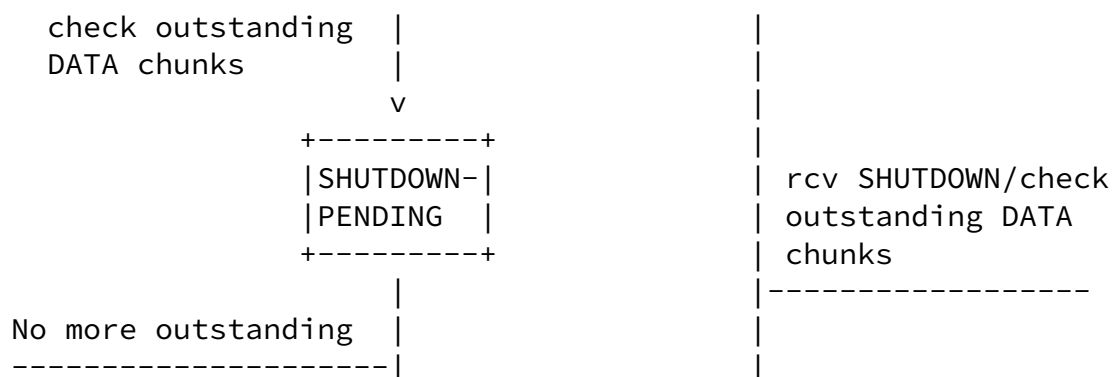 check outstanding  |                   |
DATA chunks        |                   |
                   v                   |
              +---------+              |
              |SHUTDOWN-|              | rcv SHUTDOWN/check
              |PENDING  |              | outstanding DATA
              +---------+              | chunks
                   |                   |------------------
No more outstanding  |                   |
---------------------|                   |